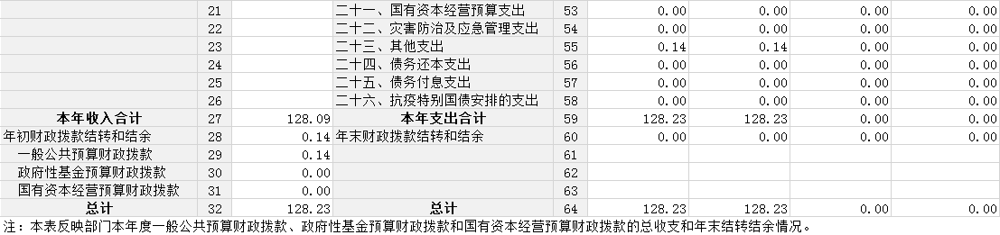 21 二十一、国有资本经营预算支出 53 0.00 0.00 0.00 0.00
22 二十二、灾害防治及应急管理支出 54 0.00 0.00 0.00 0.00
23 二十三、其他支出 55 0.14 0.14 0.00 0.00
24 二十四、债务还本支出 56 0.00 0.00 0.00 0.00
25 二十五、债务付息支出 57 0.00 0.00 0.00 0.00
26 二十六、抗疫特别国债安排的支出 58 0.00 0.00 0.00 0.00
本年收入合计 27 128.09 本年支出合计 59 128.23 128.23 0.00 0.00
年初财政拨款结转和结余 28 0.14 年末财政拨款结转和结余 60 0.00 0.00 0.00 0.00
一般公共预算财政拨款 29 0.14 61
政府性基金预算财政拨款 30 0.00 62
国有资本经营预算财政拨款 31 0.00 63
总计 32 128.23 总计 64 128.23 128.23 0.00 0.00
注：本表反映部门本年度一般公共预算财政拨款、政府性基金预算财政拨款和国有资本经营预算财政拨款的总收支和年末结转结余情况。